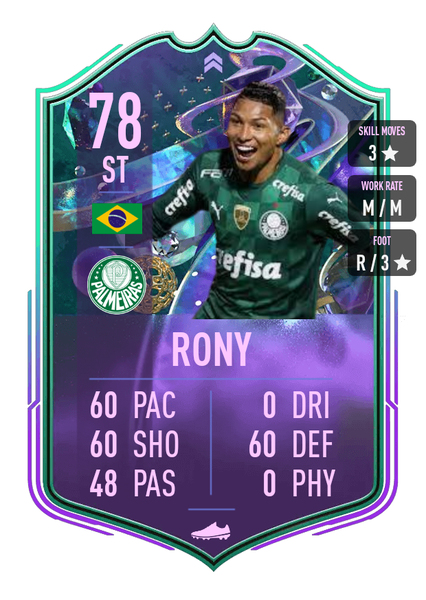 78
ST
SKILL MOVES
3 ★
WORK RATE
M / M
FOOT
R / 3 ★
crefisa
FAB
crefisa
crefisa
PALMEIRAS
RONY
60 PAC
0 DRI
60 SHO
60 DEF
48 PAS
0 PHY